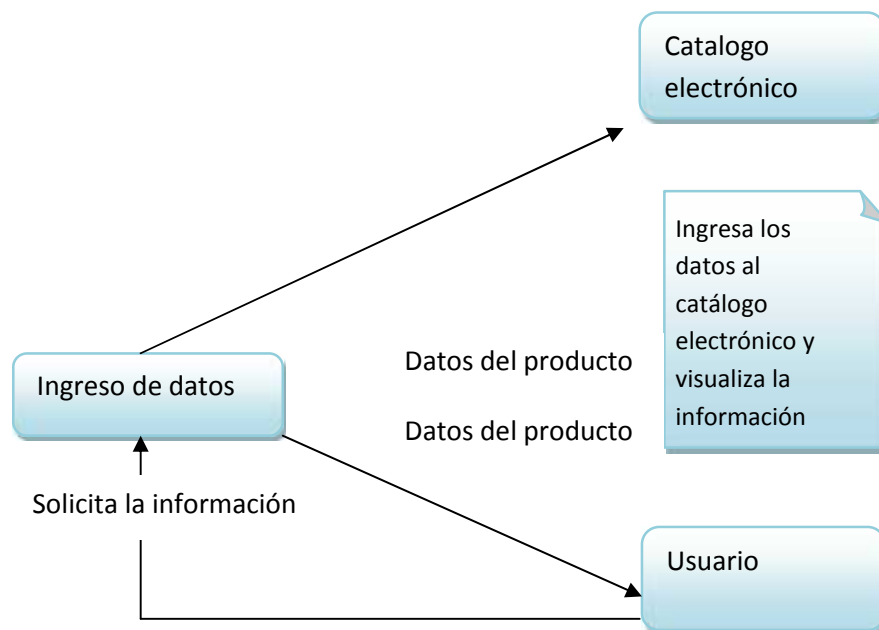 Catalogo
electrónico
Ingresa los
datos al
catálogo
electrónico y
visualiza la
información
Datos del producto
Ingreso de datos
Datos del producto
Solicita la información
Usuario